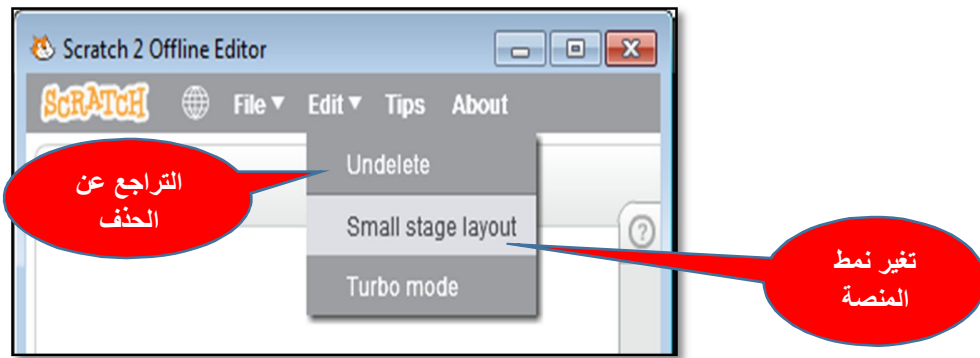 Scratch 2 Offline Editor
SCRATCH File Edit Tips About
Undelete
التراجع عن
الحذف
Small stage layout
?
تغير نمط
المنصة
Turbo mode